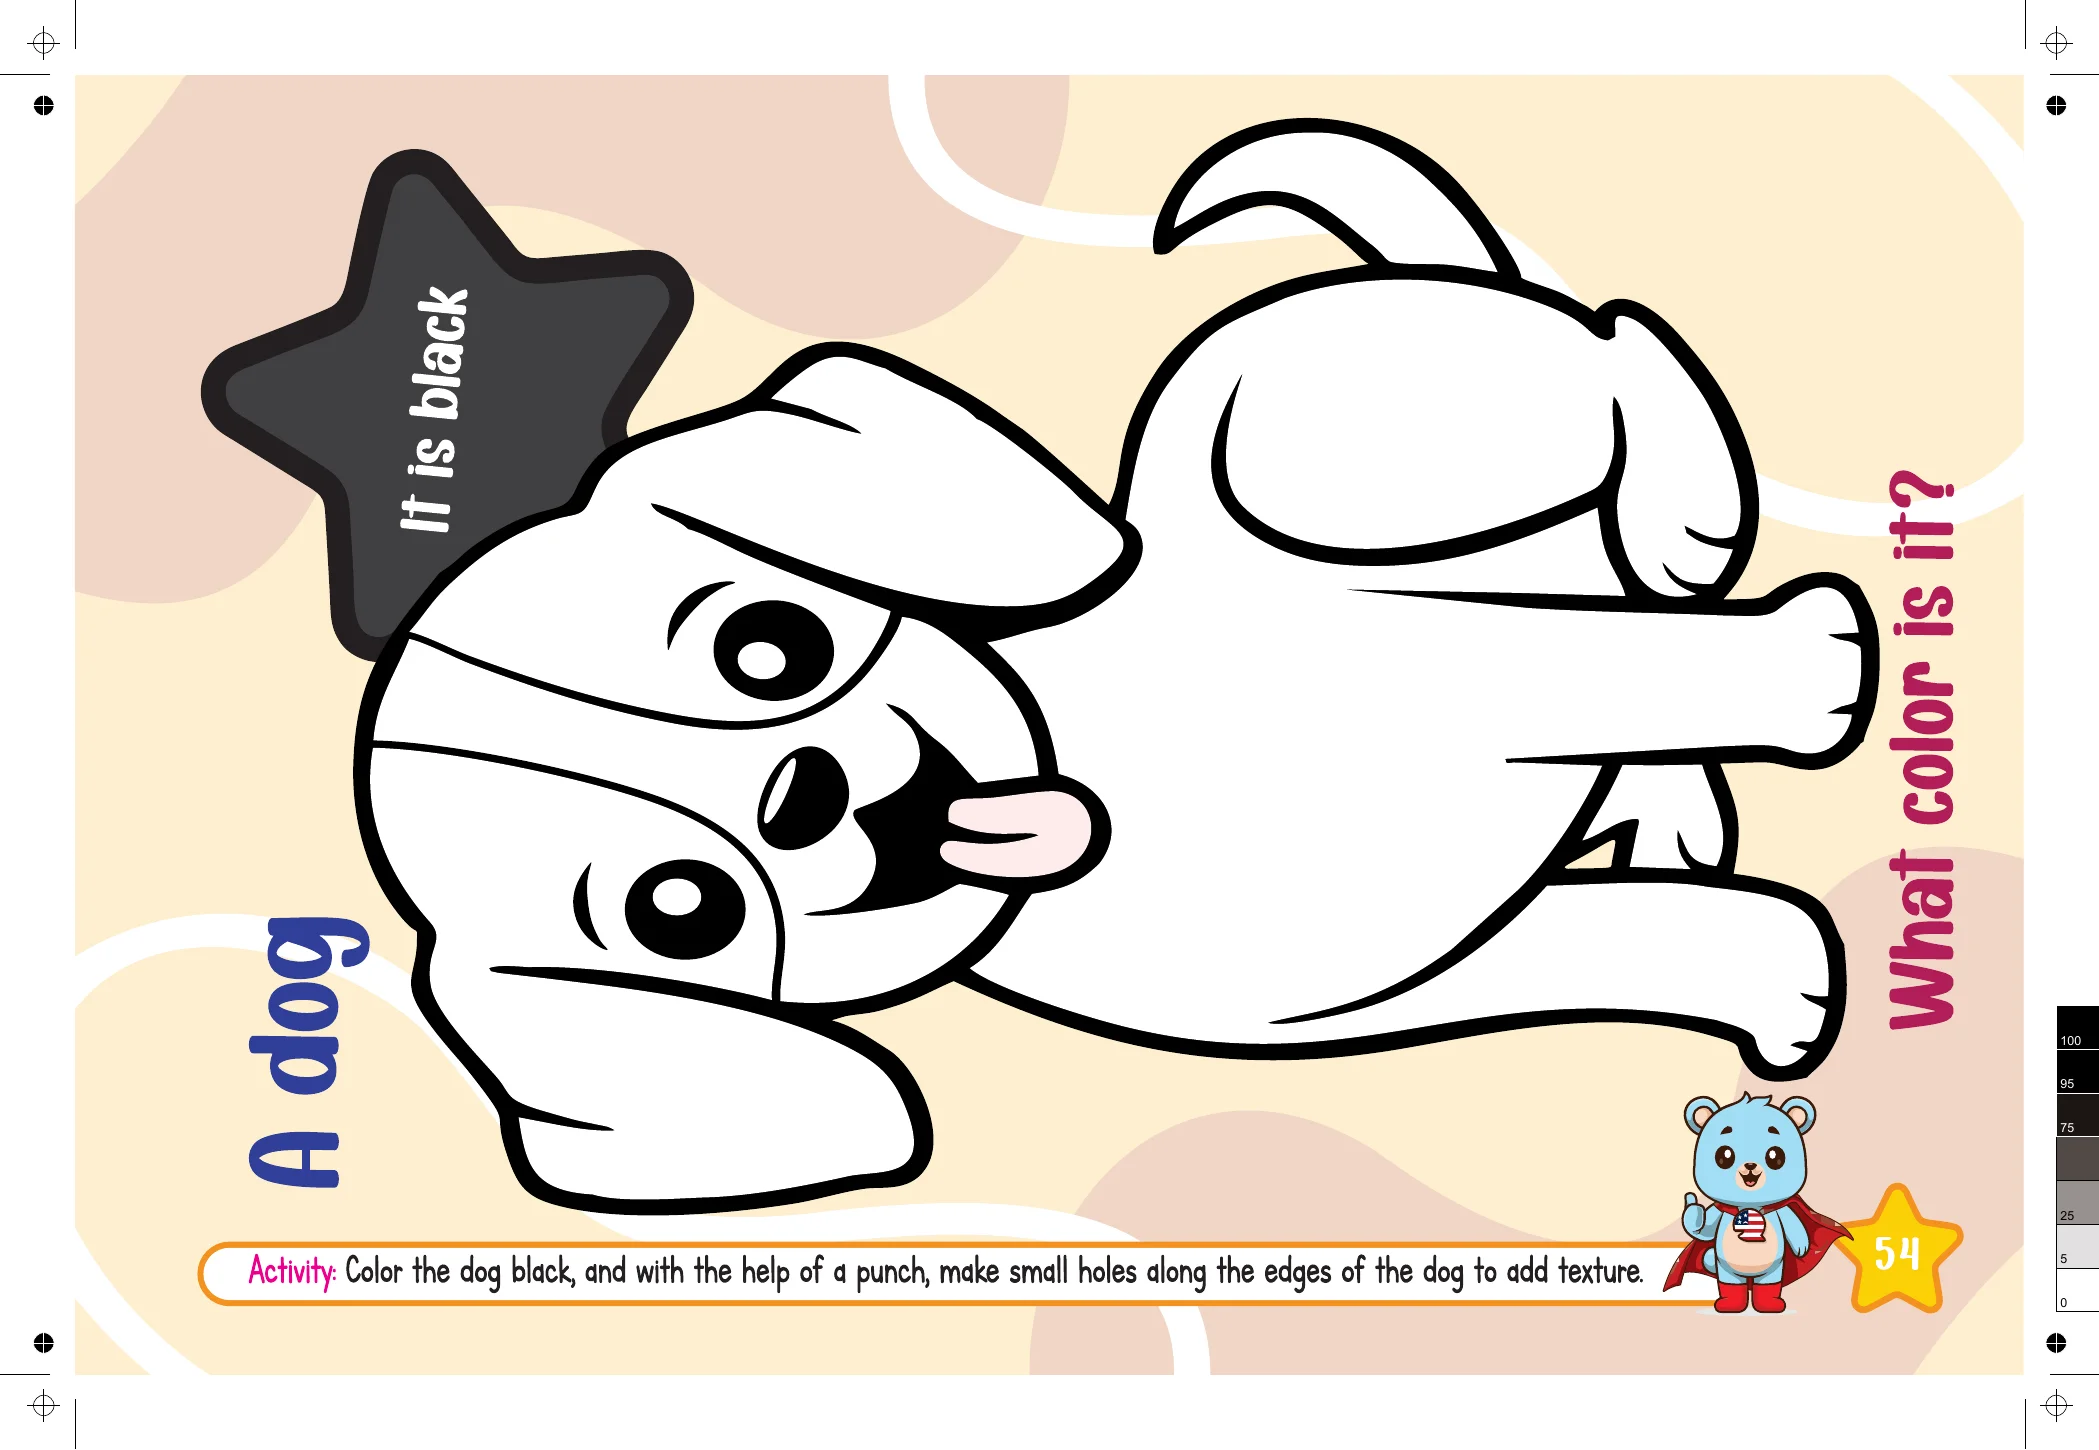 A dog
It is black
What color is it?
Activity: Color the dog black, and with the help of a punch, make small holes along the edges of the dog to add texture.
54
100
95
75
25
5
0